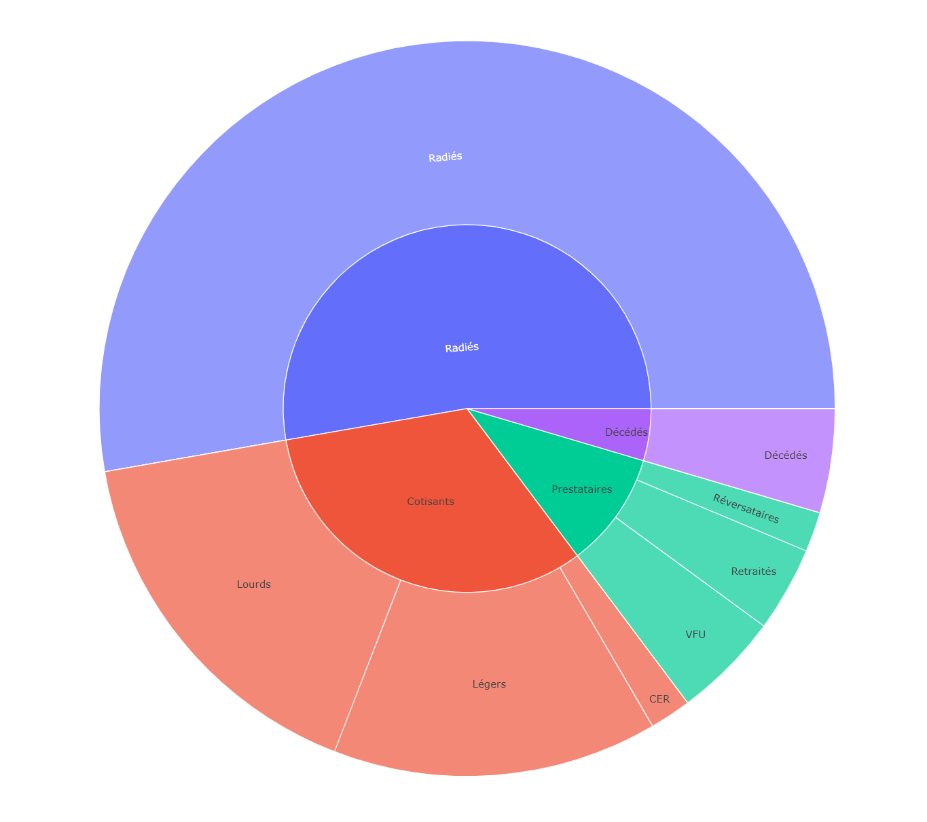 Radiés
Radiés
Décédés
Décédés
Prestataires
Réversataires
Cotisants
Retraités
Lourds
VFU
Légers
CER